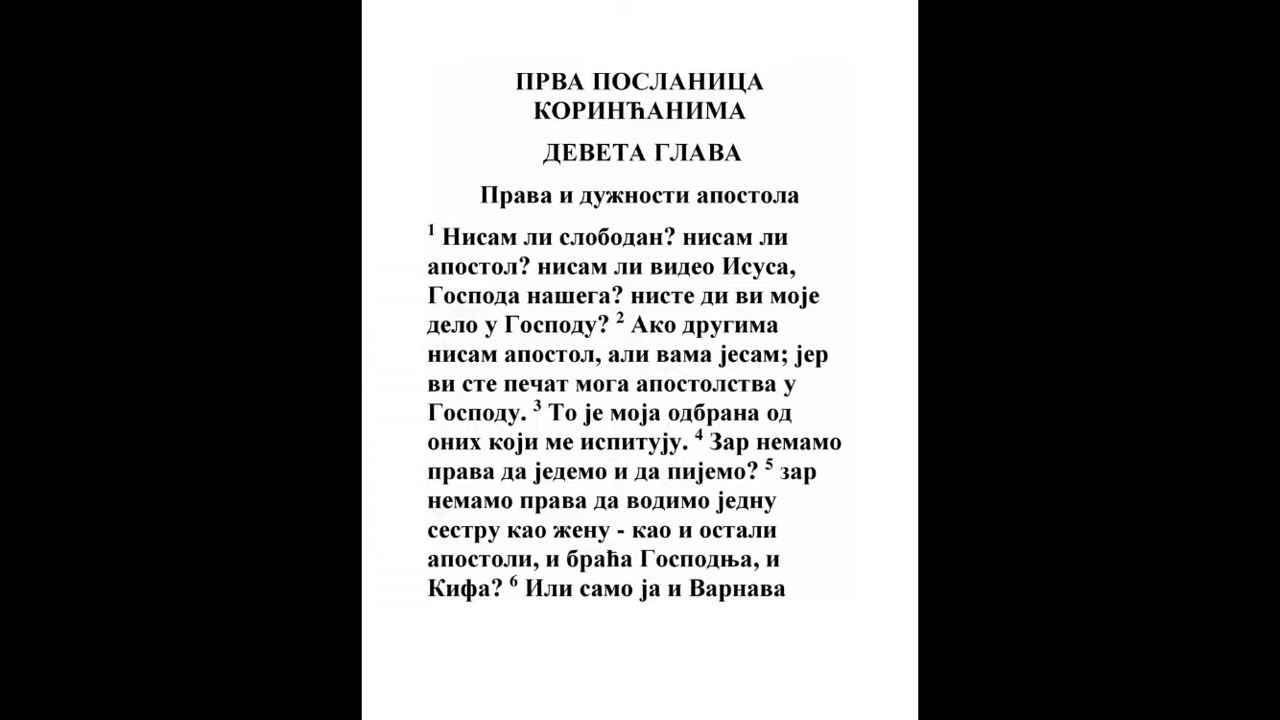 ПРВА ПОСЛАНИЦА
КОРИНЋАНИМА
ДЕВЕТА ГЛАВА
Права и дужности апостола
¹ Нисам ли слободан? нисам ли
апостол? нисам ли видео Исуса,
Господа нашега? нисте ди ви моје
дело у Господу? ² Ако другима
нисам апостол, али вама јесам; јер
ви сте печат мога апостолства у
Господу. ³ То је моја одбрана од
оних који ме испитују. ⁴ Зар немамо
права да једемо и да пијемо? ⁵ зар
немамо права да водимо једну
сестру као жену - као и остали
апостоли, и браћа Господња, и
Кифа? ⁶ Или само ја и Варнава